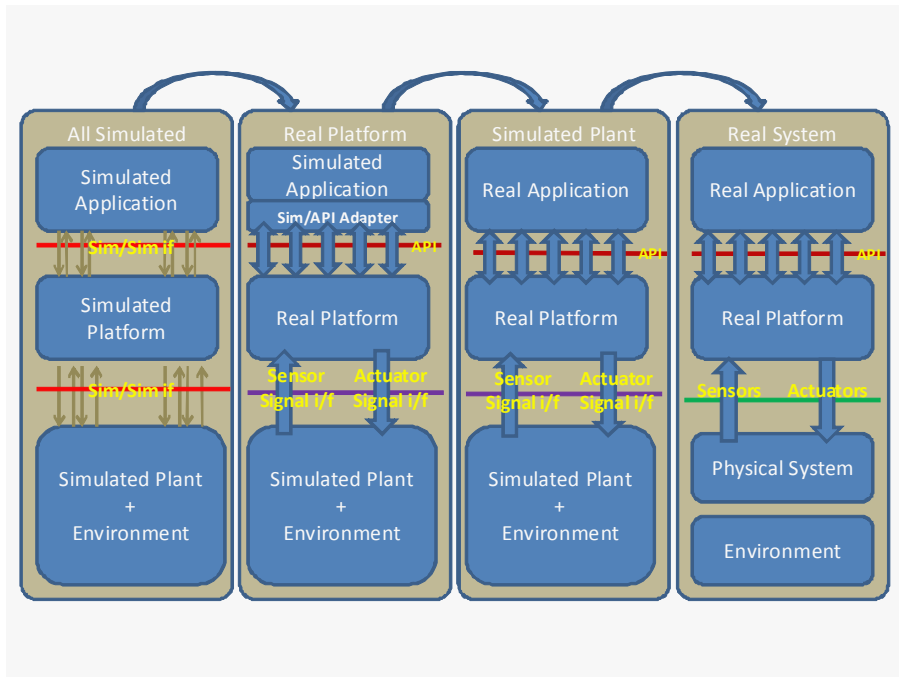 All Simulated
Simulated
Application
Sim/Sim if
Simulated
Platform
Sim/Sim if
Simulated Plant
+
Environment
Real Platform
Simulated
Application
Sim/API Adapter
API
Real Platform
Sensor
Signal i/f
Actuator
Signal i/f
Simulated Plant
+
Environment
Simulated Plant
Real Application
API
Real Platform
Sensor
Signal i/f
Actuator
Signal i/f
Simulated Plant
+
Environment
Real System
Real Application
API
Real Platform
Sensors
Actuators
Physical System
Environment